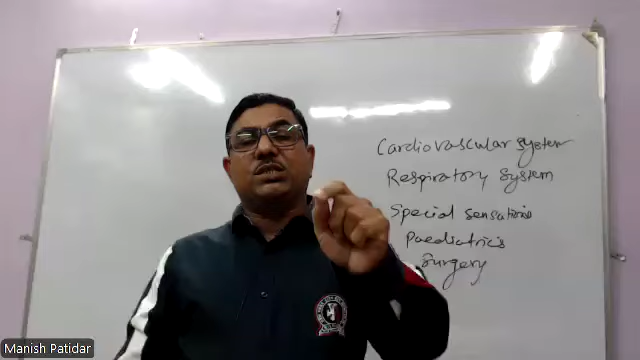 Cardiovascular System
Respiratory System
Special sensations
Paediatrics
Surgery
Manish Patidar